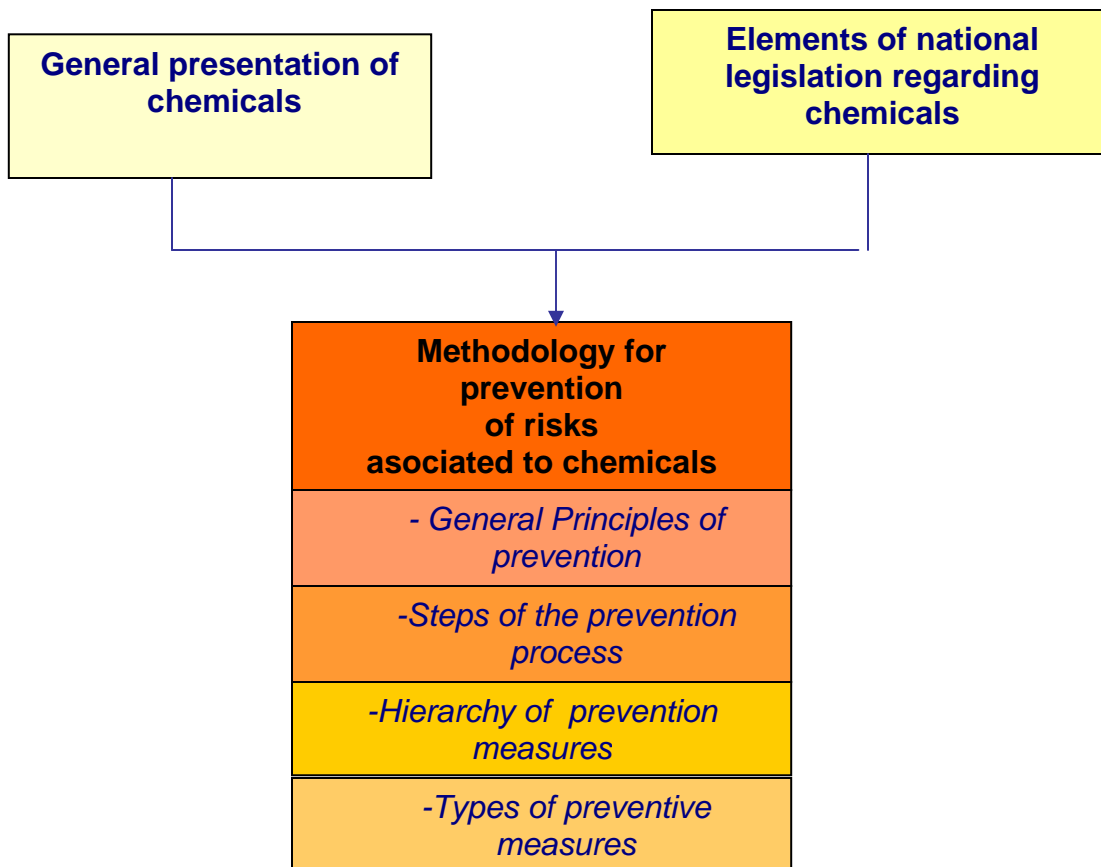 General presentation of
chemicals
Elements of national
legislation regarding
chemicals
Methodology for
prevention
of risks
asociated to chemicals
- General Principles of
prevention
-Steps of the prevention
process
-Hierarchy of  prevention
measures
-Types of preventive
measures